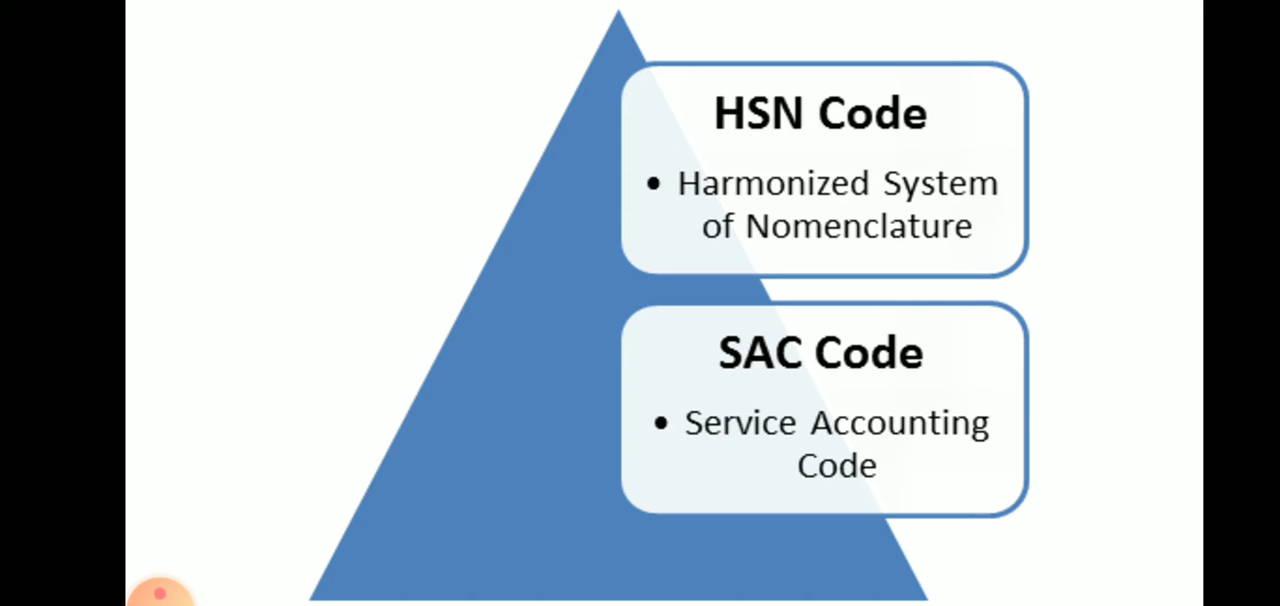 HSN Code
• Harmonized System
of Nomenclature
SAC Code
• Service Accounting
Code